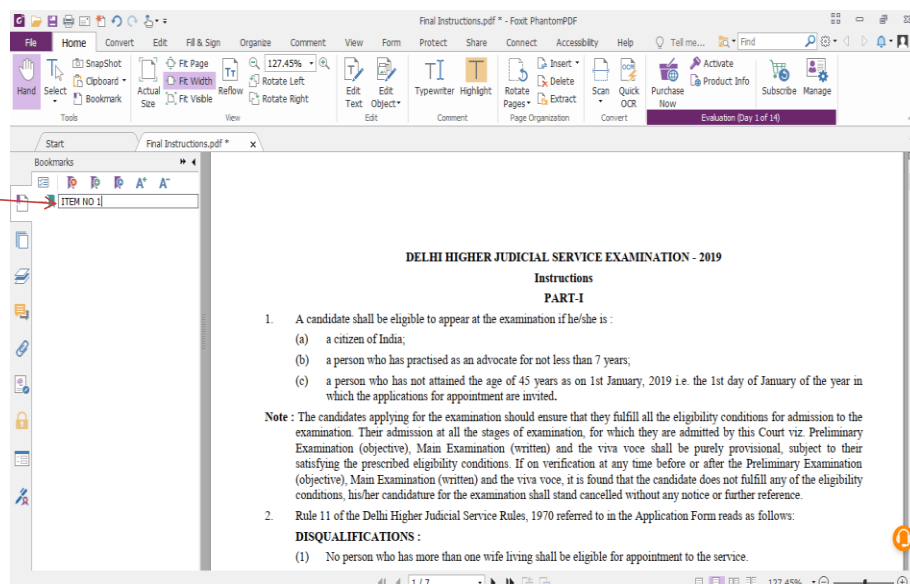 Final Instructions.pdf * - Foxit PhantomPDF
File Home Convert Edit Fill & Sign Organize Comment View Form Protect Share Connect Accessibility Help Tell me... Find
Hand
Select
SnapShot
Clipboard
Bookmark
Tools
Actual Size
Fit Page
Fit Width
Fit Visible
Reflow
127.45%
Rotate Left
Rotate Right
View
Edit Text
Edit Object
Edit
Typewriter
Highlight
Comment
Rotate Pages
Insert
Delete
Extract
Page Organization
Scan
Quick OCR
OCR
Convert
Purchase Now
Activate
Product Info
Subscribe
Manage
Evaluation (Day 1 of 14)
Start
Final Instructions.pdf * x
Bookmarks
ITEM NO 1
DELHI HIGHER JUDICIAL SERVICE EXAMINATION - 2019
Instructions
PART-I
1. A candidate shall be eligible to appear at the examination if he/she is :
(a) a citizen of India;
(b) a person who has practised as an advocate for not less than 7 years;
(c) a person who has not attained the age of 45 years as on 1st January, 2019 i.e. the 1st day of January of the year in
which the applications for appointment are invited.
Note : The candidates applying for the examination should ensure that they fulfill all the eligibility conditions for admission to the
examination. Their admission at all the stages of examination, for which they are admitted by this Court viz. Preliminary
Examination (objective), Main Examination (written) and the viva voce shall be purely provisional, subject to their
satisfying the prescribed eligibility conditions. If on verification at any time before or after the Preliminary Examination
(objective), Main Examination (written) and the viva voce, it is found that the candidate does not fulfill any of the eligibility
conditions, his/her candidature for the examination shall stand cancelled without any notice or further reference.
2. Rule 11 of the Delhi Higher Judicial Service Rules, 1970 referred to in the Application Form reads as follows:
DISQUALIFICATIONS :
(1) No person who has more than one wife living shall be eligible for appointment to the service.
1 / 7
127.45%